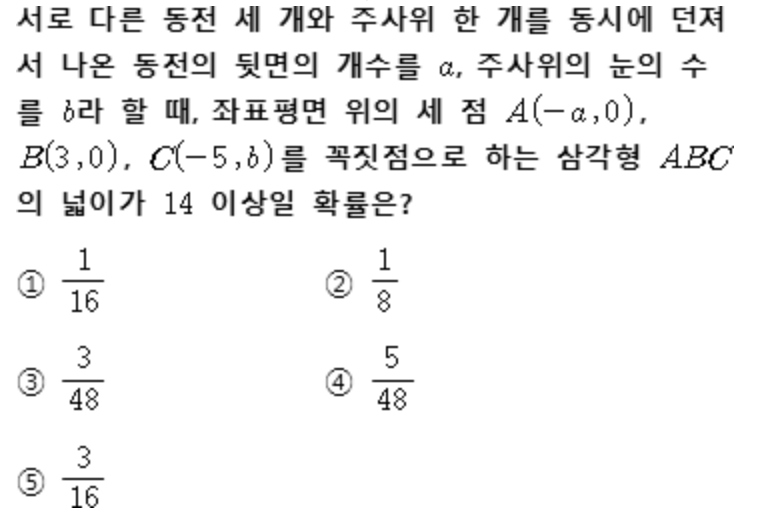 서로 다른 동전 세 개와 주사위 한 개를 동시에 던져
서 나온 동전의 뒷면의 개수를 a, 주사위의 눈의 수
를 b라 할 때, 좌표평면 위의 세 점 A(-a,0),
B(3,0), C(-5,b)를 꼭짓점으로 하는 삼각형 ABC
의 넓이가 14 이상일 확률은?
① 1/16 ② 1/8
③ 3/48 ④ 5/48
⑤ 3/16